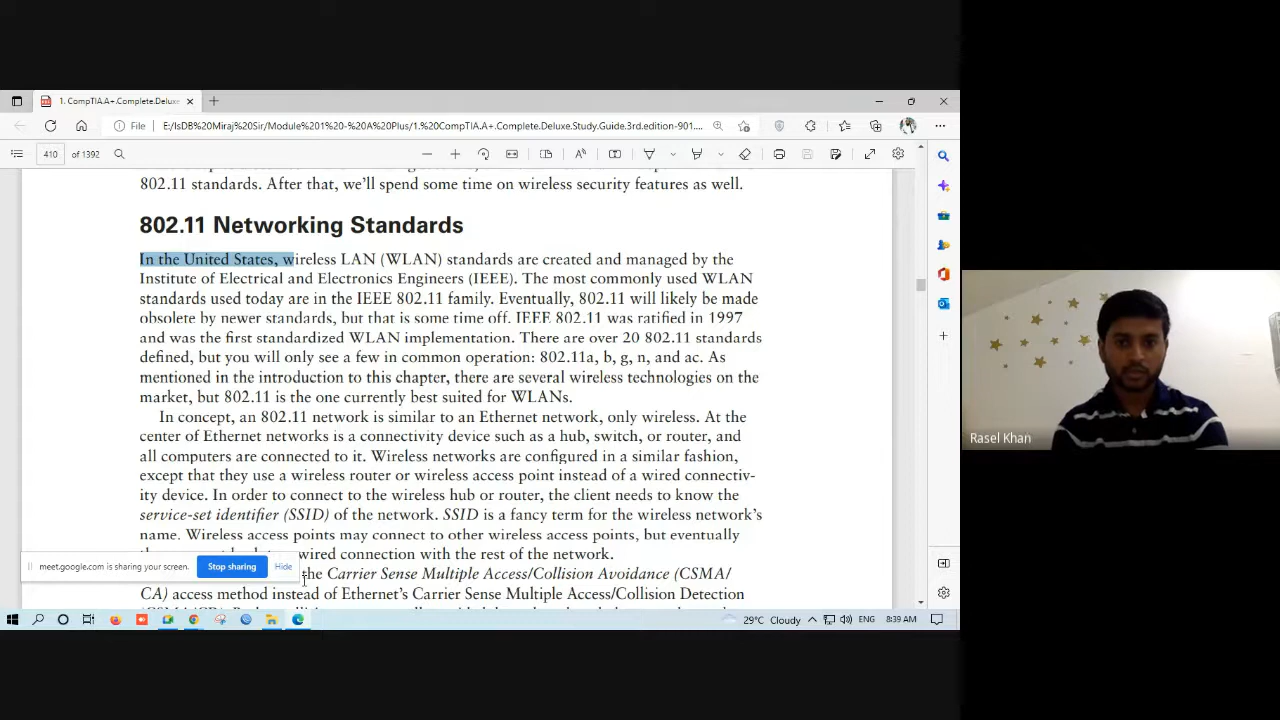 1. CompTIA.A+.Complete.Deluxe
File
E:/IsDB%20Miraj%20Sir/Module%201%20-%20A%20Plus/1.%20CompTIA.A+.Complete.Deluxe.Study.Guide.3rd.edition-901.
410 of 1392
802.11 standards. After that, we'll spend some time on wireless security features as well.
802.11 Networking Standards
In the United States, wireless LAN (WLAN) standards are created and managed by the
Institute of Electrical and Electronics Engineers (IEEE). The most commonly used WLAN
standards used today are in the IEEE 802.11 family. Eventually, 802.11 will likely be made
obsolete by newer standards, but that is some time off. IEEE 802.11 was ratified in 1997
and was the first standardized WLAN implementation. There are over 20 802.11 standards
defined, but you will only see a few in common operation: 802.11a, b, g, n, and ac. As
mentioned in the introduction to this chapter, there are several wireless technologies on the
market, but 802.11 is the one currently best suited for WLANs.
In concept, an 802.11 network is similar to an Ethernet network, only wireless. At the
center of Ethernet networks is a connectivity device such as a hub, switch, or router, and
all computers are connected to it. Wireless networks are configured in a similar fashion,
except that they use a wireless router or wireless access point instead of a wired connectiv-
ity device. In order to connect to the wireless hub or router, the client needs to know the
service-set identifier (SSID) of the network. SSID is a fancy term for the wireless network's
name. Wireless access points may connect to other wireless access points, but eventually
wired connection with the rest of the network.
meet.google.com is sharing your screen.
Stop sharing
Hide
the Carrier Sense Multiple Access/Collision Avoidance (CSMA/
CA) access method instead of Ethernet's Carrier Sense Multiple Access/Collision Detection
29°C Cloudy
ENG
8:39 AM
Rasel Khan